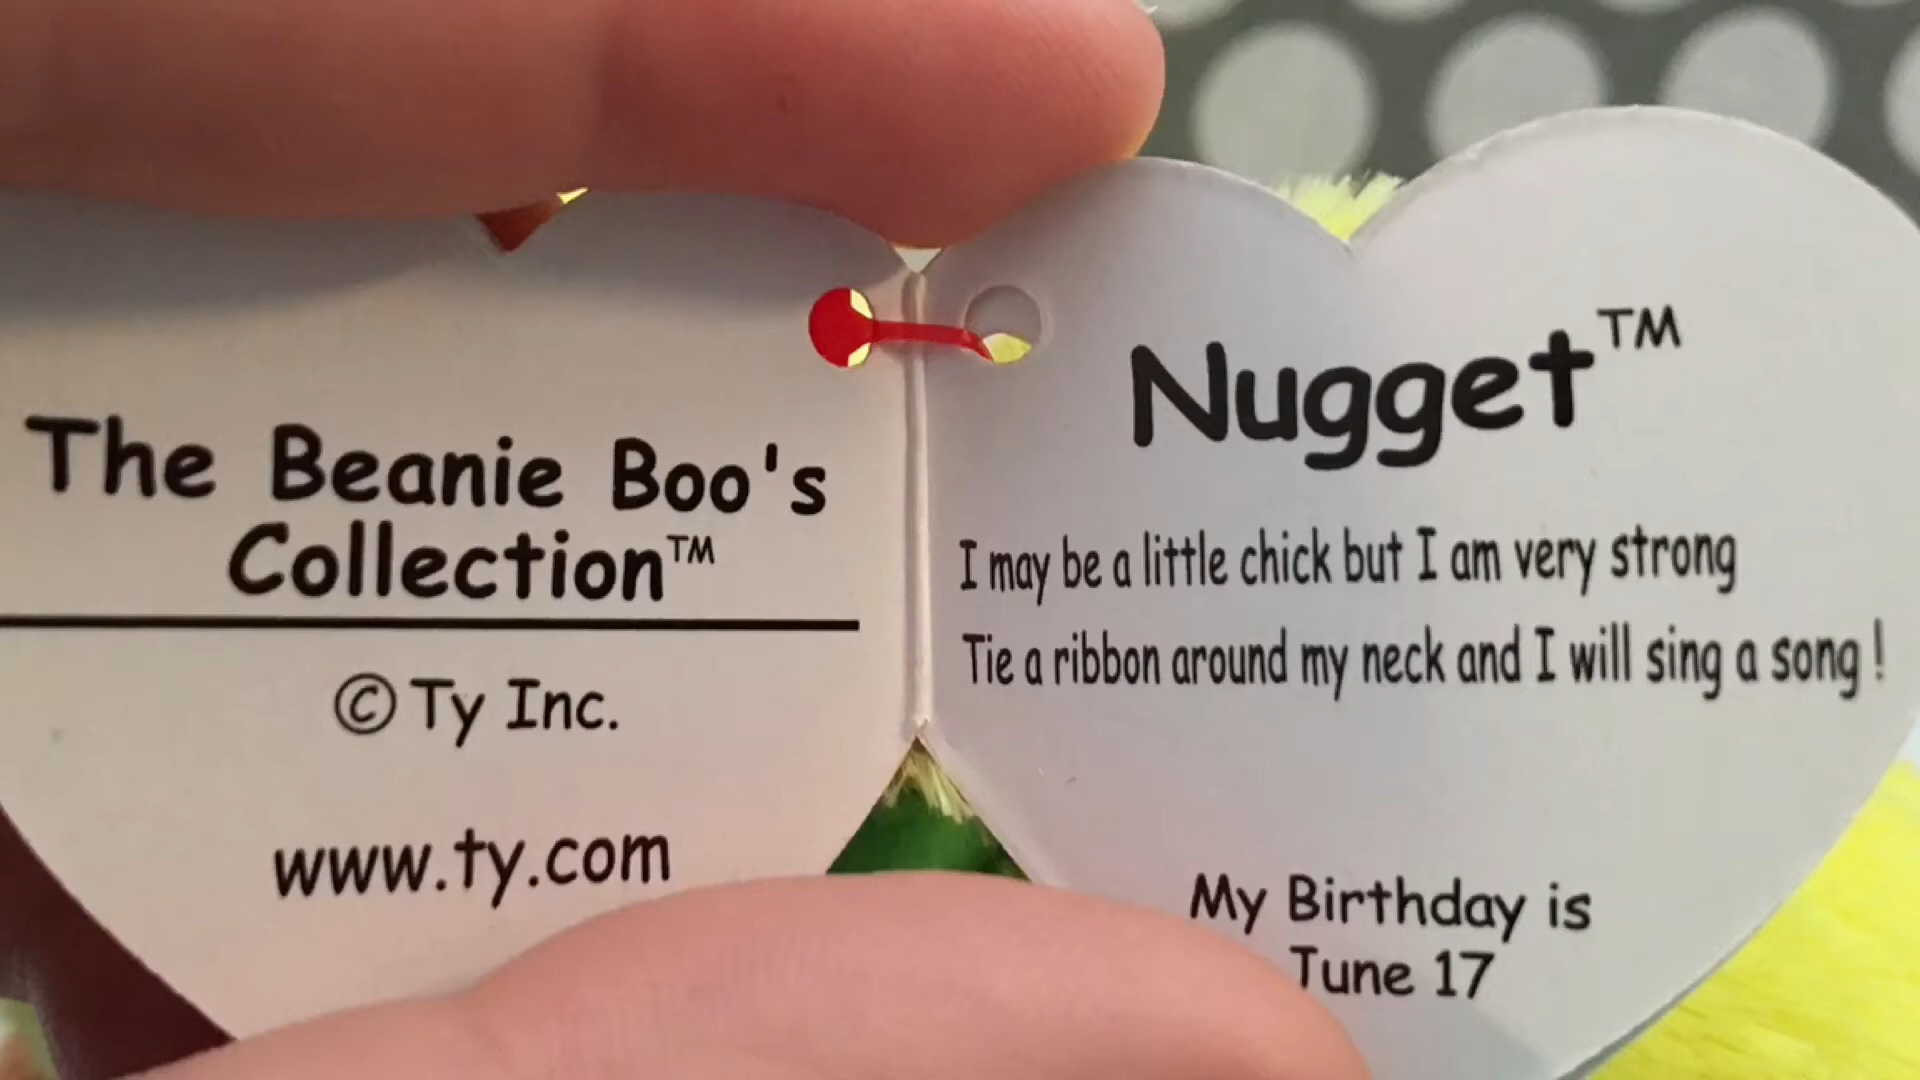 The Beanie Boo's
Collection™
© Ty Inc.
www.ty.com
Nugget™
I may be a little chick but I am very strong
Tie a ribbon around my neck and I will sing a song !
My Birthday is
June 17